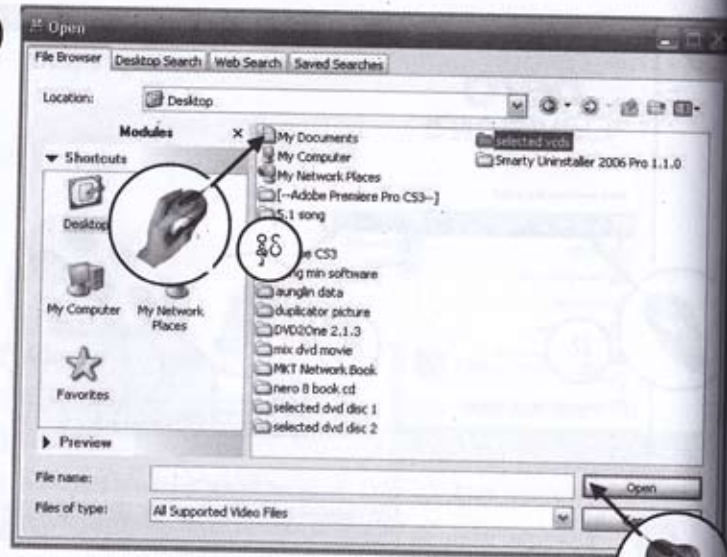 Open
File Browser Desktop Search Web Search Saved Searches
Location: Desktop
Modules ×
Shortcuts
Desktop
My Computer
My Network Places
Favorites
Preview
My Documents
My Computer
My Network Places
[--Adobe Premiere Pro CS3--]
5.1 song
CS3
min software
aunglin data
duplicator picture
DVD2One 2.1.3
mix dvd movie
MKT Network Book
nero 8 book cd
selected dvd disc 1
selected dvd disc 2
selected vcds
Smarty Uninstaller 2006 Pro 1.1.0
နှိပ်
File name:
Open
Files of type: All Supported Video Files